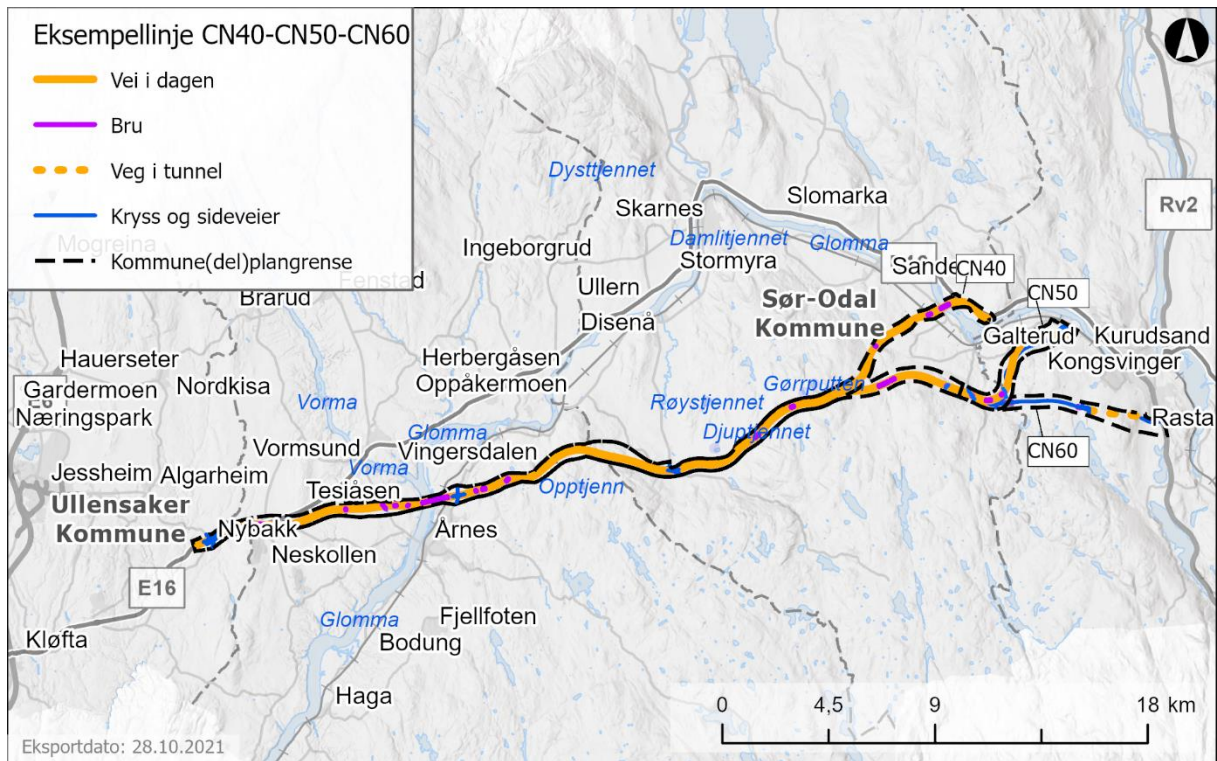 Eksempellinje CN40-CN50-CN60
Vei i dagen
Bru
Veg i tunnel
Kryss og sideveier
Kommune(del)plangrense
Mogreina
Fenstad
Brårud
Dysttjennet
Skarnes
Slomarka
Rv2
Ingeborgrud
Damlitjennet
Glomma
Stormyra
Sande
CN40
Ullern
Sør-Odal
Kommune
CN50
Disenå
Galterud
Kurudsand
Kongsvinger
Hauerseter
Gardermoen
Næringspark
Nordkisa
Herbergåsen
Oppåkermoen
Gørrputten
Vorma
Røystjennet
Rasta
Glomma
Djuptjennet
Vormsund
Vingersdalen
CN60
Jessheim
Algarheim
Vorma
Tesiåsen
Opptjenn
Ullensaker
Kommune
Nybakk
Årnes
Neskollen
E16
Glomma
Fjellfoten
Kløfta
Bodung
Haga
0
4,5
9
18 km
Eksportdato: 28.10.2021